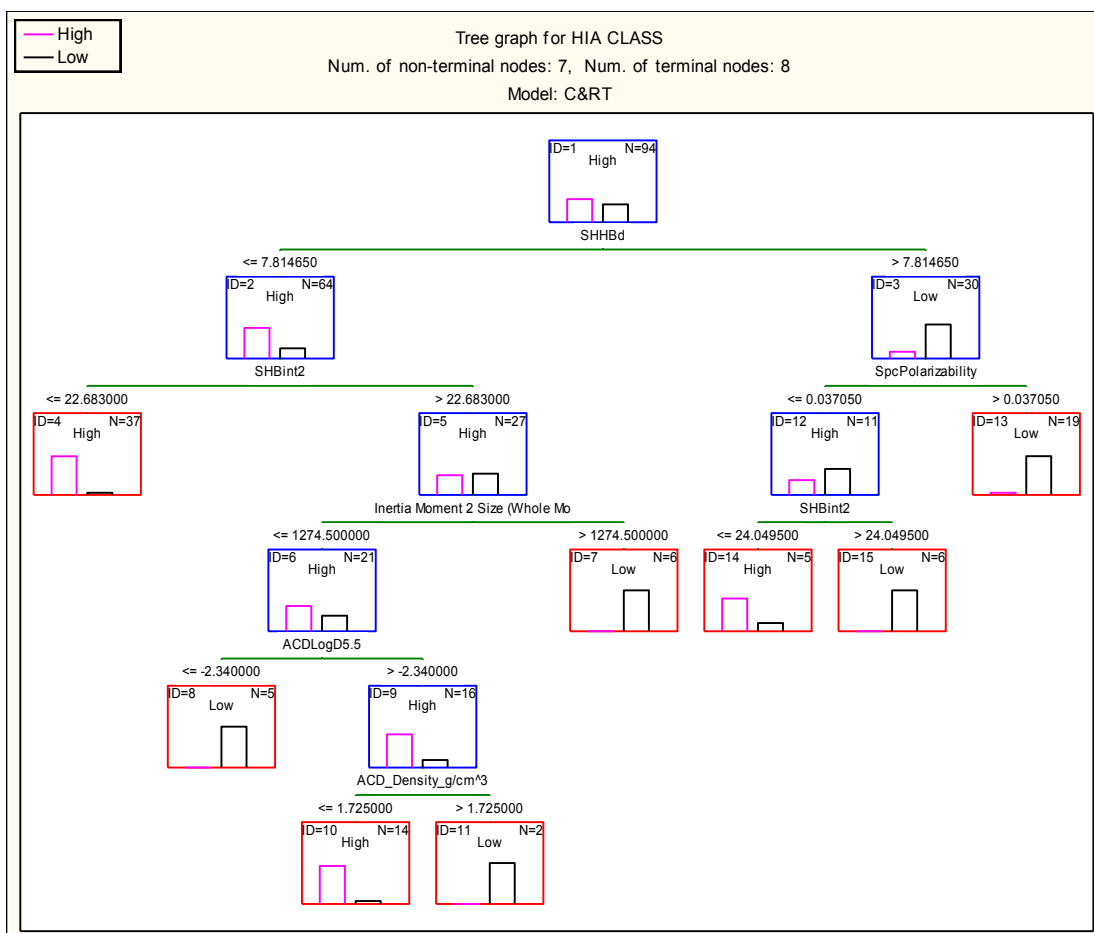 High
Low
Tree graph for HIA CLASS
Num. of non-terminal nodes: 7, Num. of terminal nodes: 8
Model: C&RT
ID=1 N=94
High
SHHBd
<= 7.814650 > 7.814650
ID=2 N=64 ID=3 N=30
High Low
SHBint2 SpcPolarizability
<= 22.683000 > 22.683000 <= 0.037050 > 0.037050
ID=4 N=37 ID=5 N=27 ID=12 N=11 ID=13 N=19
High High High Low
Inertia Moment 2 Size (Whole Mo SHBint2
<= 1274.500000 > 1274.500000 <= 24.049500 > 24.049500
ID=6 N=21 ID=7 N=6 ID=14 N=5 ID=15 N=6
High Low High Low
ACDLogD5.5
<= -2.340000 > -2.340000
ID=8 N=5 ID=9 N=16
Low High
ACD_Density_g/cm^3
<= 1.725000 > 1.725000
ID=10 N=14 ID=11 N=2
High Low